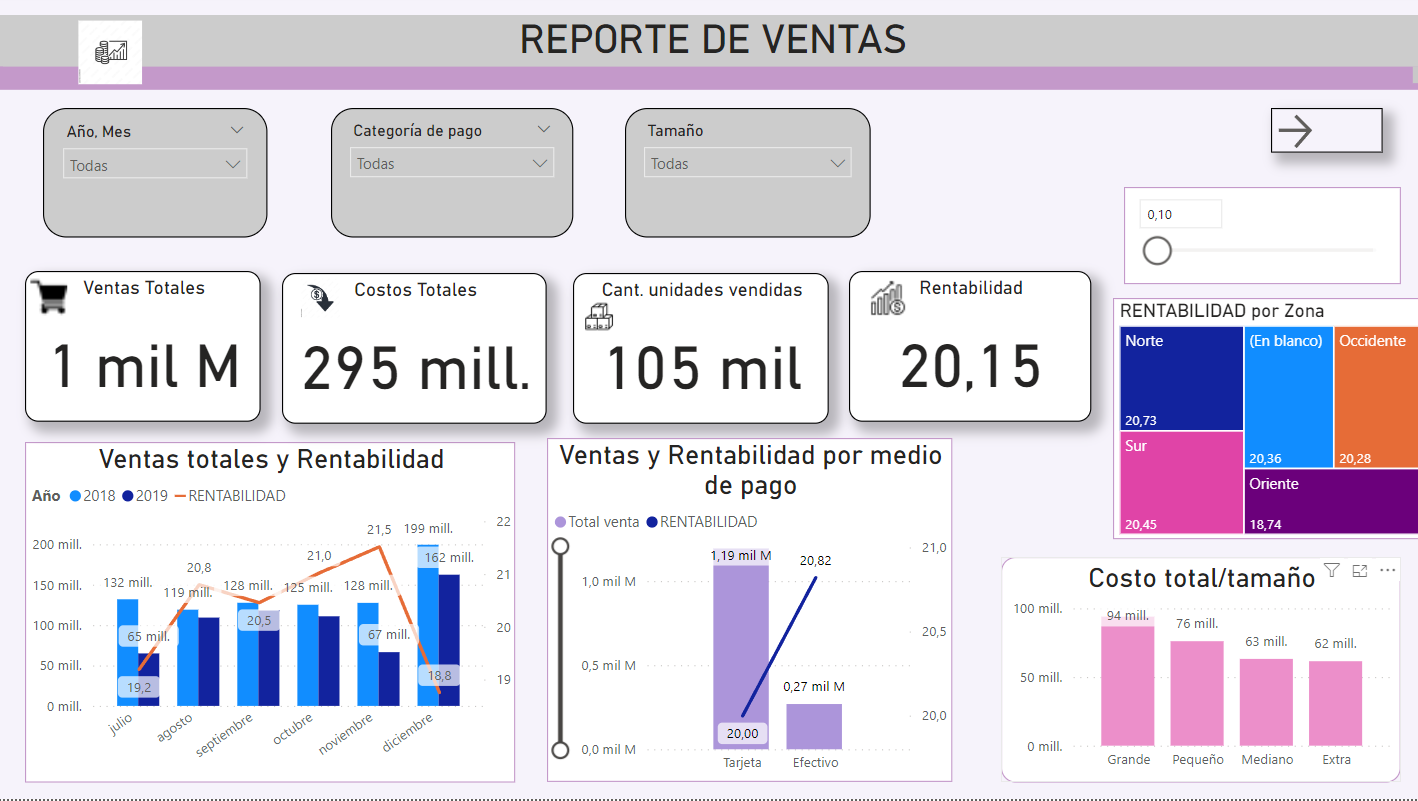 REPORTE DE VENTAS
Año, Mes
Todas
Categoría de pago
Todas
Tamaño
Todas
0,10
Ventas Totales
1 mil M
Costos Totales
295 mill.
Cant. unidades vendidas
105 mil
Rentabilidad
20,15
RENTABILIDAD por Zona
Norte
20,73
(En blanco)
20,36
Occidente
20,28
Sur
20,45
Oriente
18,74
Ventas totales y Rentabilidad
Año 2018 2019 RENTABILIDAD
200 mill.
150 mill.
100 mill.
50 mill.
0 mill.
22
21
20
19
132 mill.
119 mill.
128 mill.
125 mill.
128 mill.
199 mill.
65 mill.
67 mill.
162 mill.
19,2
20,8
20,5
21,0
21,5
18,8
julio
agosto
septiembre
octubre
noviembre
diciembre
Ventas y Rentabilidad por medio
de pago
Total venta RENTABILIDAD
1,0 mil M
0,5 mil M
0,0 mil M
1,19 mil M
0,27 mil M
20,82
20,00
21,0
20,5
20,0
Tarjeta
Efectivo
Costo total/tamaño
100 mill.
50 mill.
0 mill.
94 mill.
76 mill.
63 mill.
62 mill.
Grande
Pequeño
Mediano
Extra